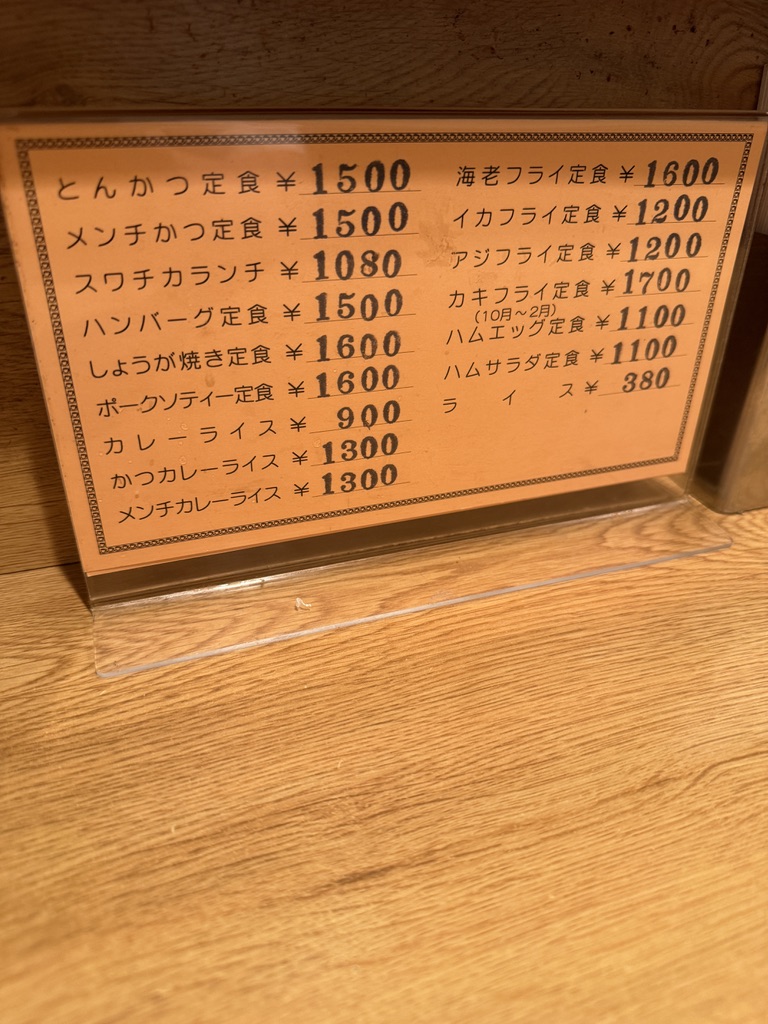 とんかつ定食 ¥ 1500
メンチかつ定食 ¥ 1500
スワチカランチ ¥ 1080
ハンバーグ定食 ¥ 1500
しょうが焼き定食 ¥ 1600
ポークソティー定食 ¥ 1600
カレーライス ¥ 900
かつカレーライス ¥ 1300
メンチカレーライス ¥ 1300
海老フライ定食 ¥ 1600
イカフライ定食 ¥ 1200
アジフライ定食 ¥ 1200
カキフライ定食 ¥ 1700
(10月～2月)
ハムエッグ定食 ¥ 1100
ハムサラダ定食 ¥ 1100
ライス ¥ 380